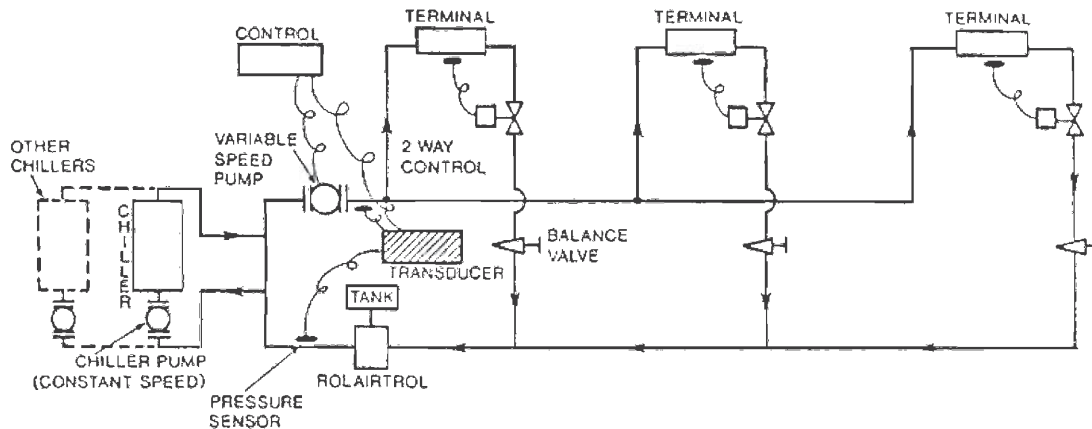 TERMINAL
TERMINAL
TERMINAL
CONTROL
VARIABLE
SPEED
PUMP
2 WAY
CONTROL
OTHER
CHILLERS
CHILLER
BALANCE
VALVE
TRANSDUCER
TANK
CHILLER PUMP
(CONSTANT SPEED)
ROLAIRTROL
PRESSURE
SENSOR